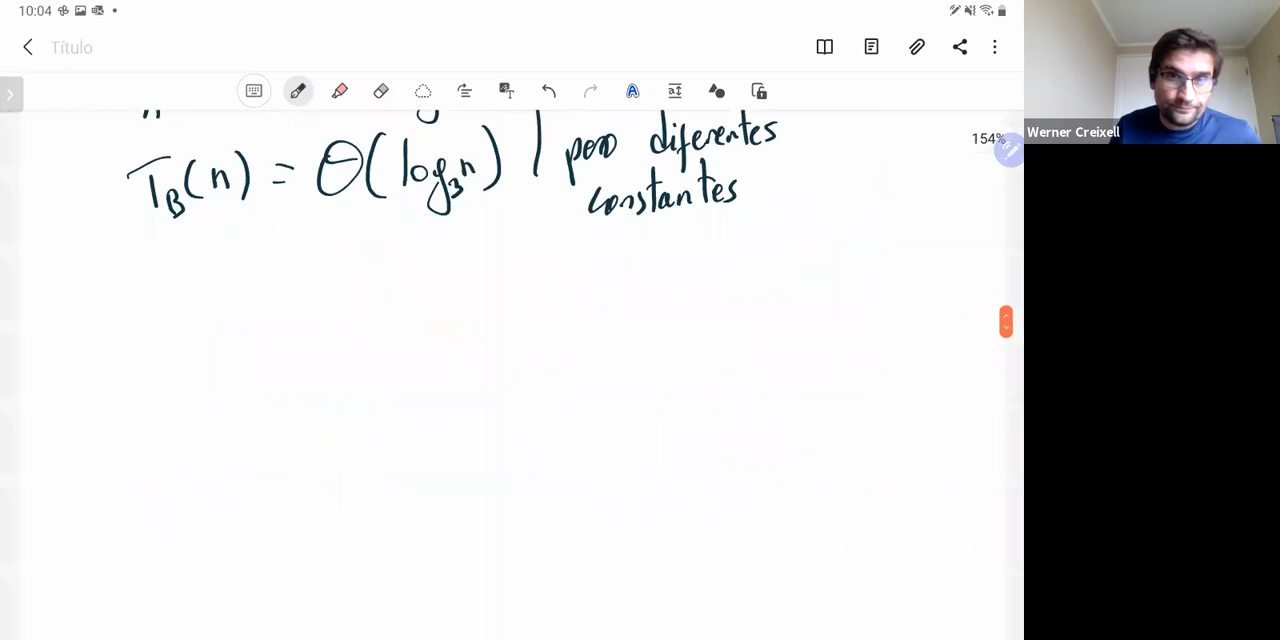 10:04
Título
154%
Werner Creixell
pero diferentes
T_B(n) = Θ(log_3 n)
constantes